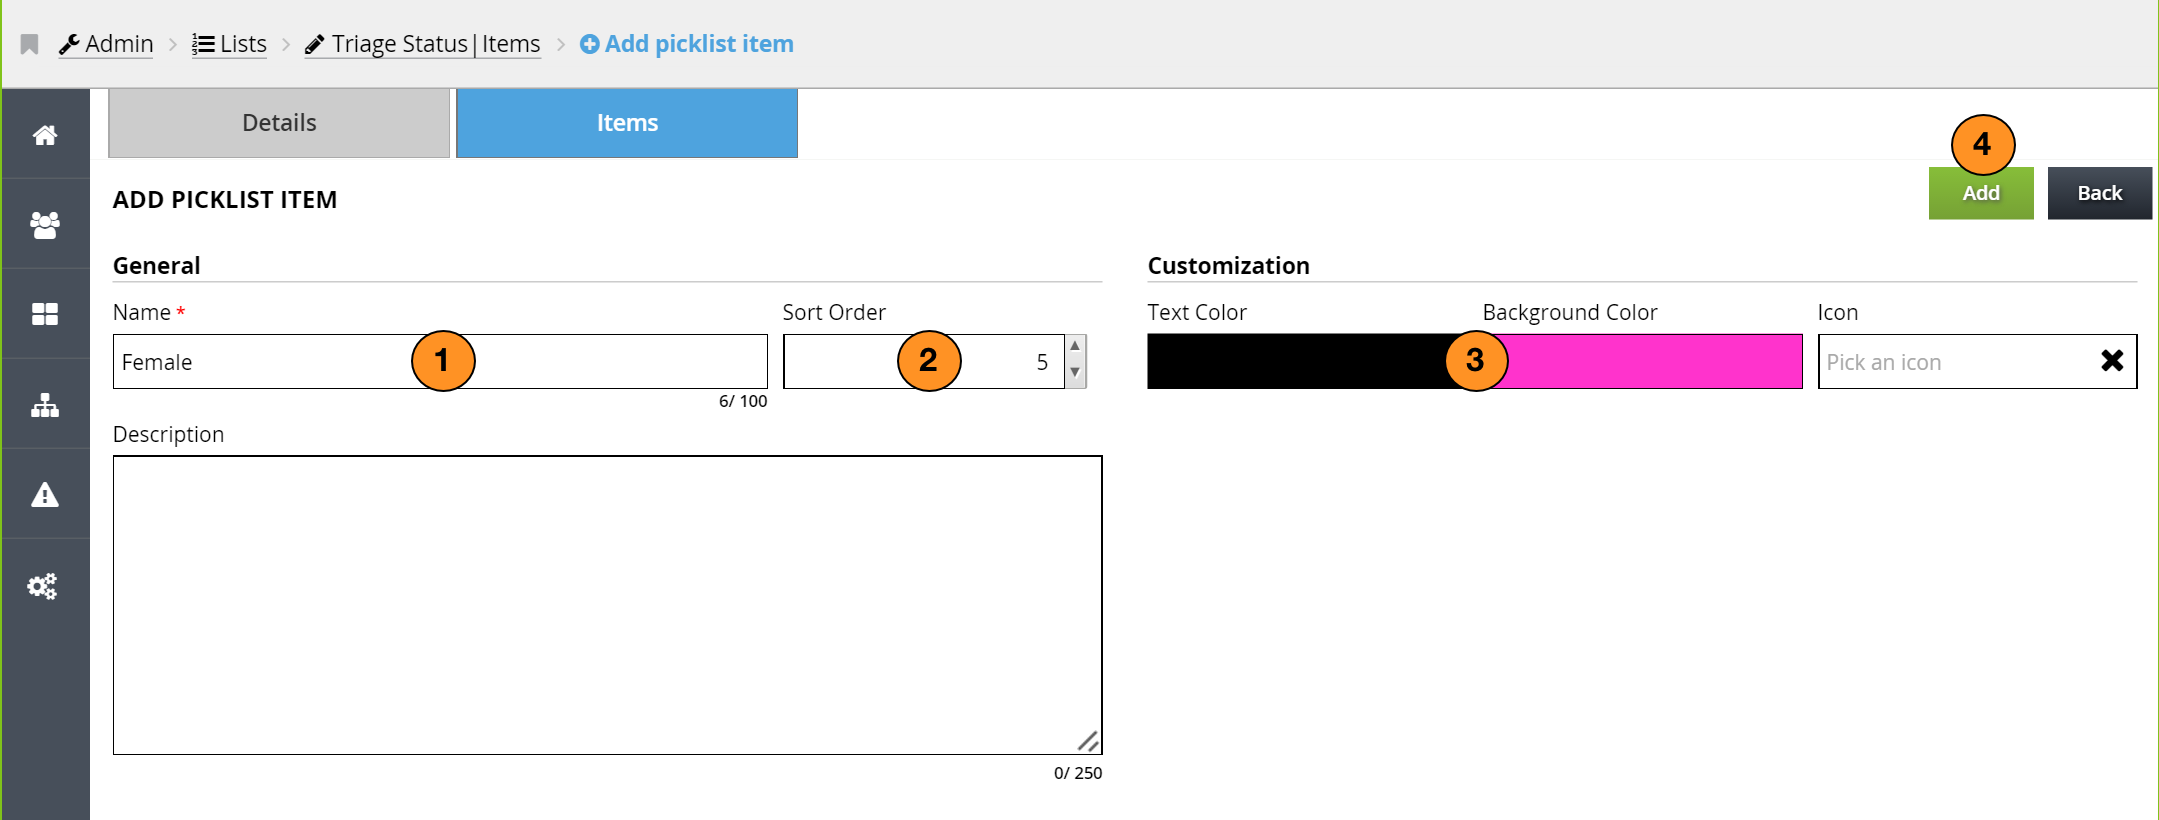 Admin > Lists > Triage Status|Items > Add picklist item
Details Items
4
ADD PICKLIST ITEM Add Back
General Customization
Name * Sort Order Text Color Background Color Icon
Female 1 2 5 3 Pick an icon
6/ 100
Description
0/ 250